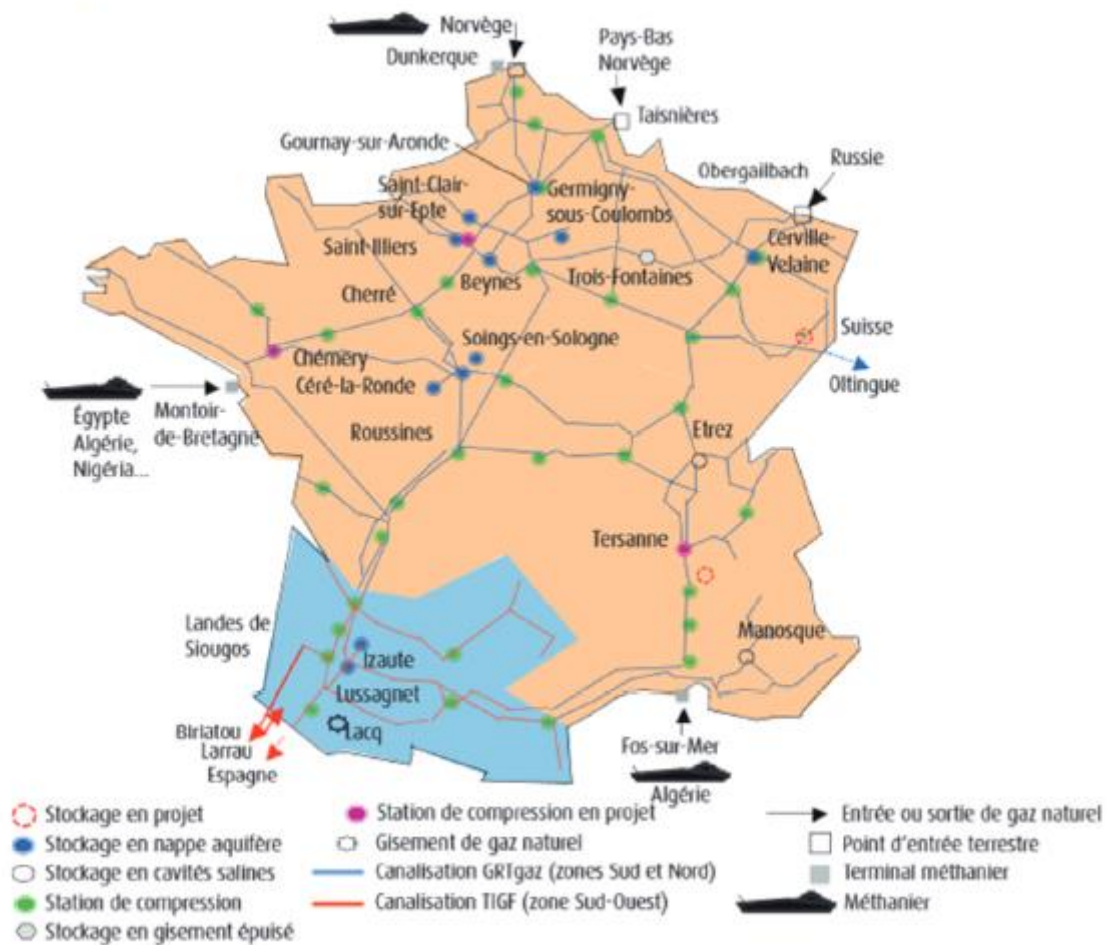 Norvège
Dunkerque
Pays-Bas
Norvège
Taisnières
Gournay-sur-Aronde
Obergailbach
Russie
Saint-Clair-
sur-Epte
Germigny-
sous-Coulombs
Saint-Illiers
Cerville-
Velaine
Beynes
Trois-Fontaines
Cherré
Soings-en-Sologne
Suisse
Chémery
Céré-la-Ronde
Oltingue
Égypte
Algérie,
Nigéria...
Montoir-
de-Bretagne
Roussines
Etrez
Tersanne
Landes de
Siougos
Manosque
Izaute
Lussagnet
Lacq
Biriatou
Larrau
Espagne
Fos-sur-Mer
Algérie
Stockage en projet
Stockage en nappe aquifère
Stockage en cavités salines
Station de compression
Stockage en gisement épuisé
Station de compression en projet
Gisement de gaz naturel
Canalisation GRTgaz (zones Sud et Nord)
Canalisation TIGF (zone Sud-Ouest)
Entrée ou sortie de gaz naturel
Point d'entrée terrestre
Terminal méthanier
Méthanier